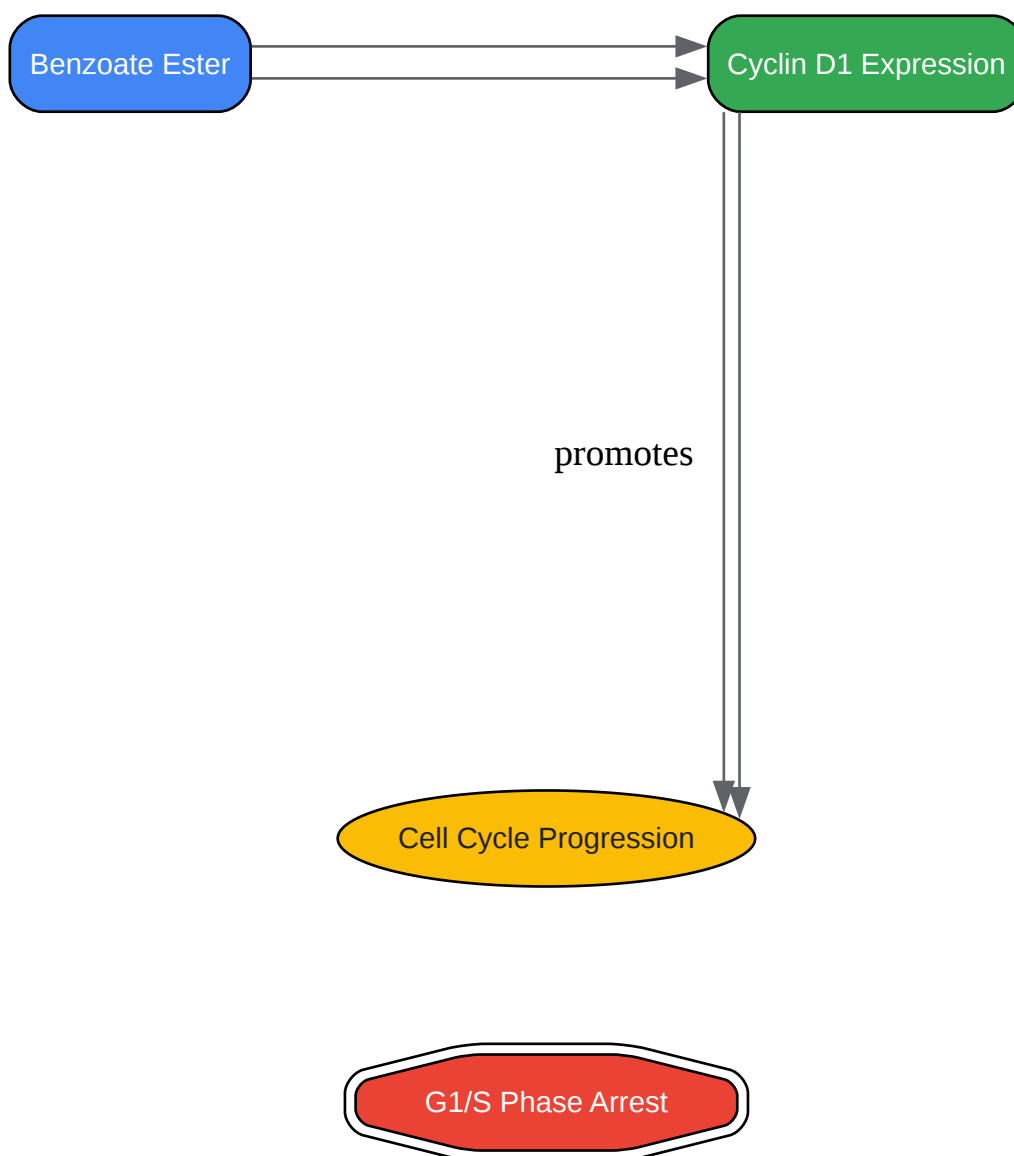 Benzoate Ester
Cyclin D1 Expression
promotes
Cell Cycle Progression
G1/S Phase Arrest